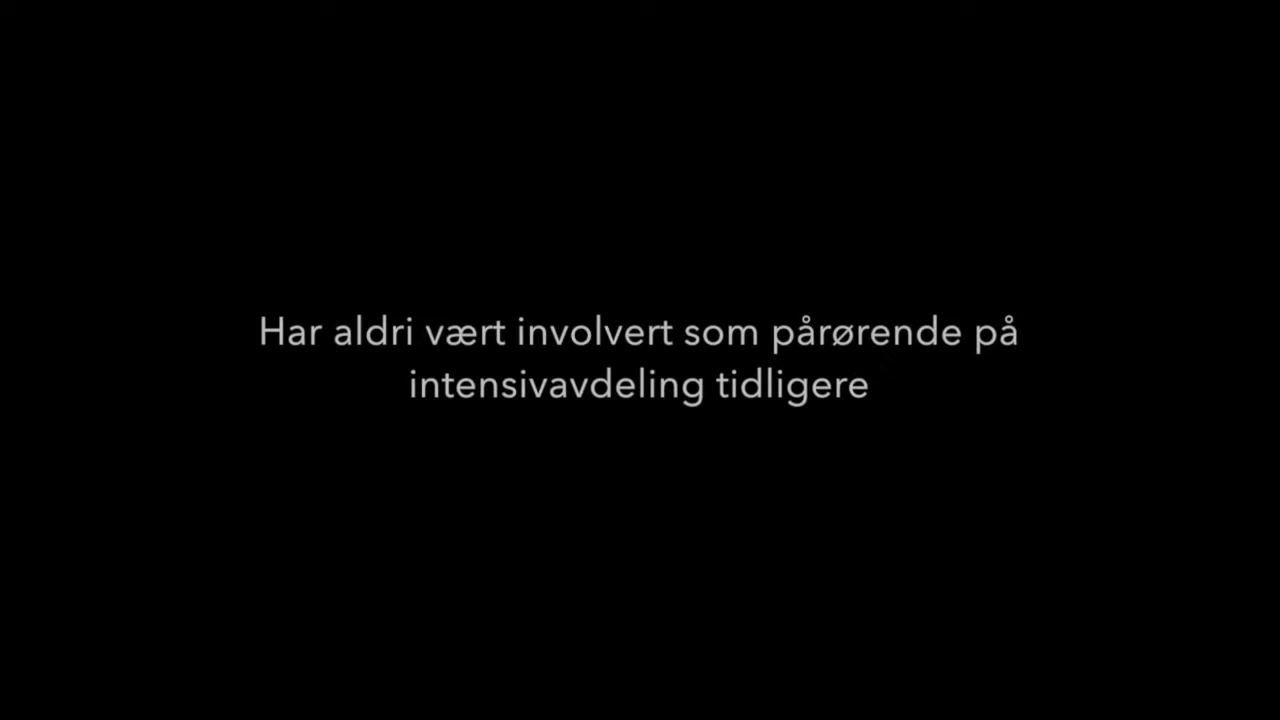 Har aldri vært involvert som pårørende på
intensivavdeling tidligere